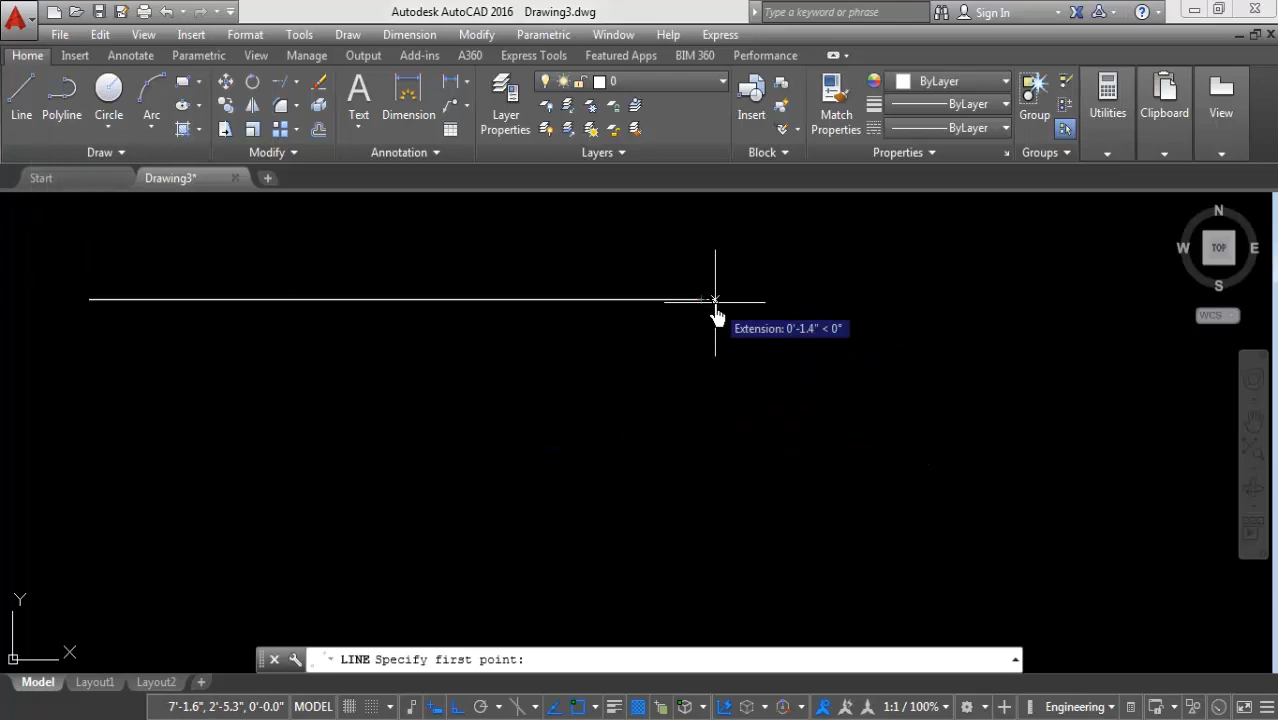 Autodesk AutoCAD 2016 Drawing3.dwg
Type a keyword or phrase
Sign In
File Edit View Insert Format Tools Draw Dimension Modify Parametric Window Help Express
Home Insert Annotate Parametric View Manage Output Add-ins A360 Express Tools Featured Apps BIM 360 Performance
Line Polyline Circle Arc
Text Dimension
Layer Properties
0
Insert
Match Properties
ByLayer
ByLayer
ByLayer
Group
Utilities Clipboard View
Draw Modify Annotation Layers Block Properties Groups
Start Drawing3*
N
W TOP E
S
WCS
Extension: 0'-1.4" < 0°
Y
X
LINE Specify first point:
Model Layout1 Layout2
7'-1.6", 2'-5.3", 0'-0.0" MODEL 1:1 / 100% Engineering